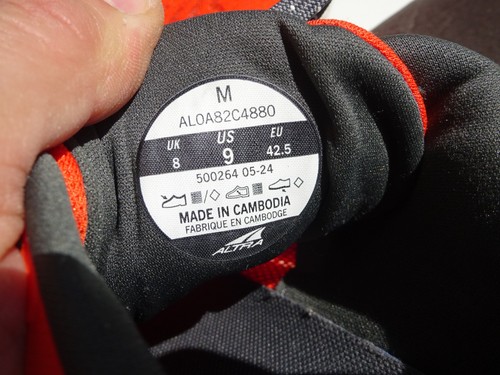 M
AL0A82C4880
UK US EU
8 9 42.5
500264 05-24
MADE IN CAMBODIA
FABRIQUE EN CAMBODGE
ALTRA